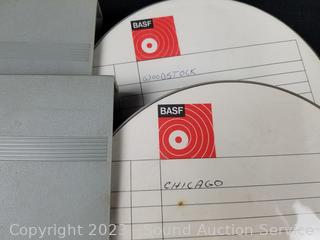 BASF
WOODSTOCK
BASF
CHICAGO
Copyright 2023 - Sound Auction Service